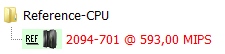 Reference-CPU
REF 2094-701 @ 593,00 MIPS